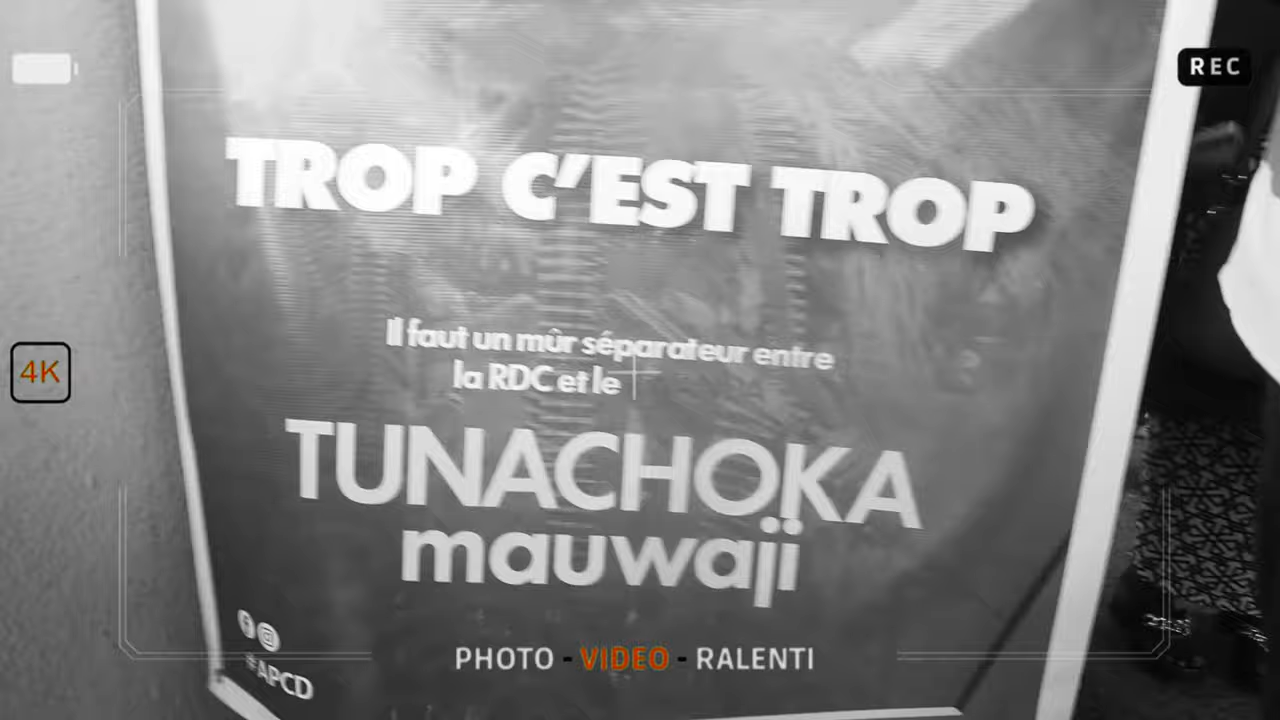 REC
TROP C'EST TROP
Il faut un mûr séparateur entre
la RDC et le
4K
TUNACHOKA
mauwaji
#APCD
PHOTO - VIDEO - RALENTI